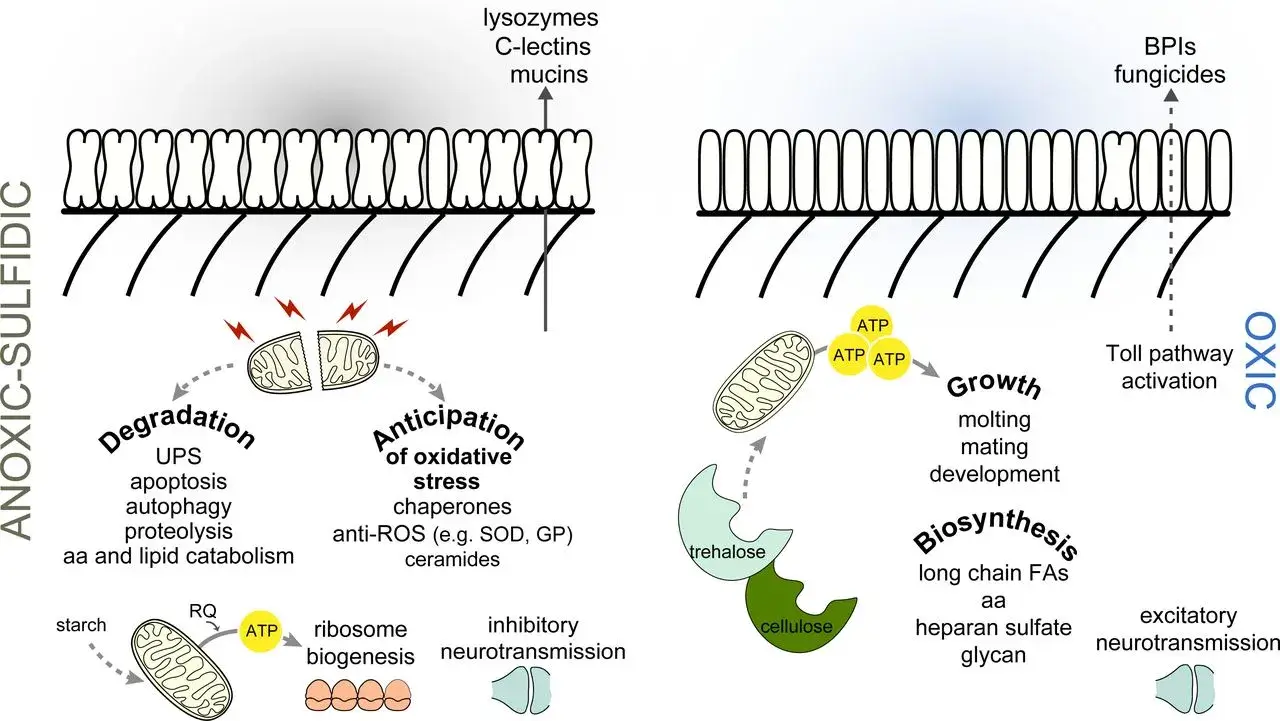 ANOXIC-SULFIDIC
lysozymes
C-lectins
mucins
Degradation
UPS
apoptosis
autophagy
proteolysis
aa and lipid catabolism
Anticipation
of oxidative
stress
chaperones
anti-ROS (e.g. SOD, GP)
ceramides
starch
RQ
ATP
ribosome
biogenesis
inhibitory
neurotransmission
OXIC
BPIs
fungicides
Toll pathway
activation
ATP
ATP
ATP
Growth
molting
mating
development
trehalose
cellulose
Biosynthesis
long chain FAs
aa
heparan sulfate
glycan
excitatory
neurotransmission